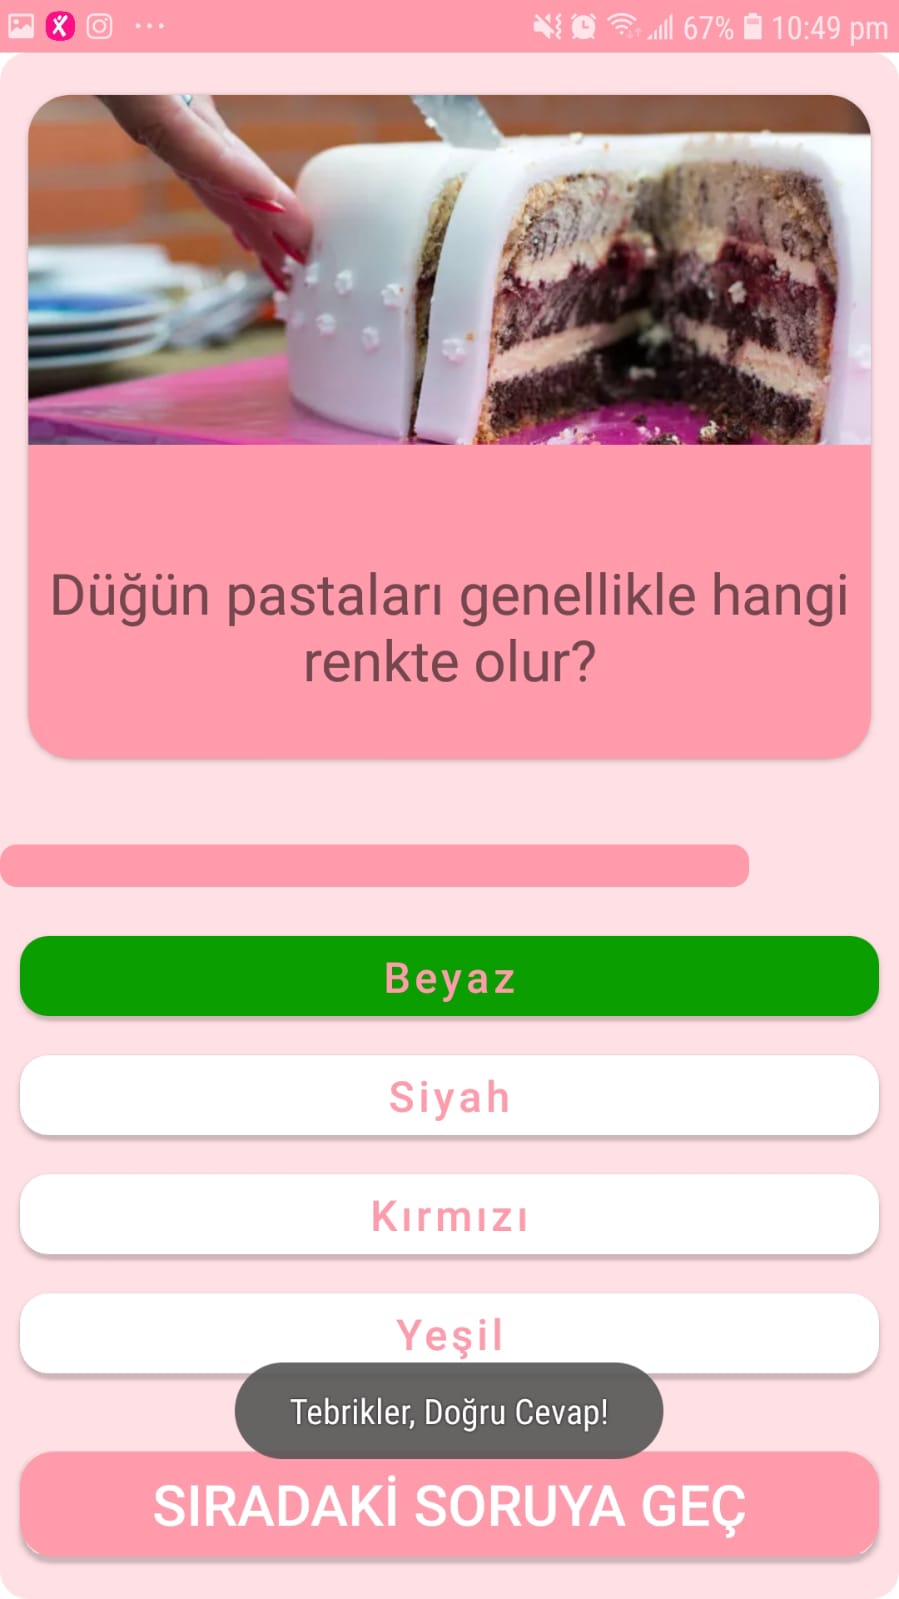 67% 10:49 pm
Düğün pastaları genellikle hangi
renkte olur?
Beyaz
Siyah
Kırmızı
Yeşil
Tebrikler, Doğru Cevap!
SIRADAKİ SORUYA GEÇ